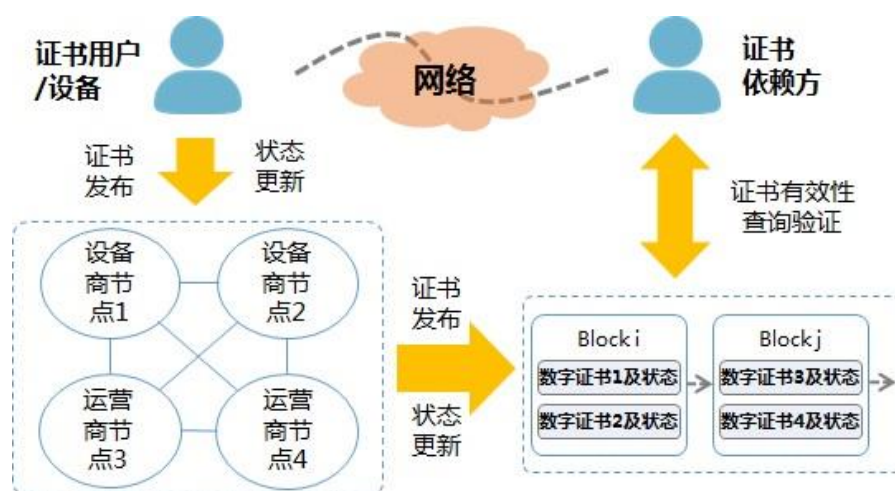 证书用户
/设备
网络
证书
依赖方
证书
发布
状态
更新
证书有效性
查询验证
设备
商节
点1
设备
商节
点2
运营
商节
点3
运营
商节
点4
证书
发布
状态
更新
Block i
数字证书1及状态
数字证书2及状态
Block j
数字证书3及状态
数字证书4及状态